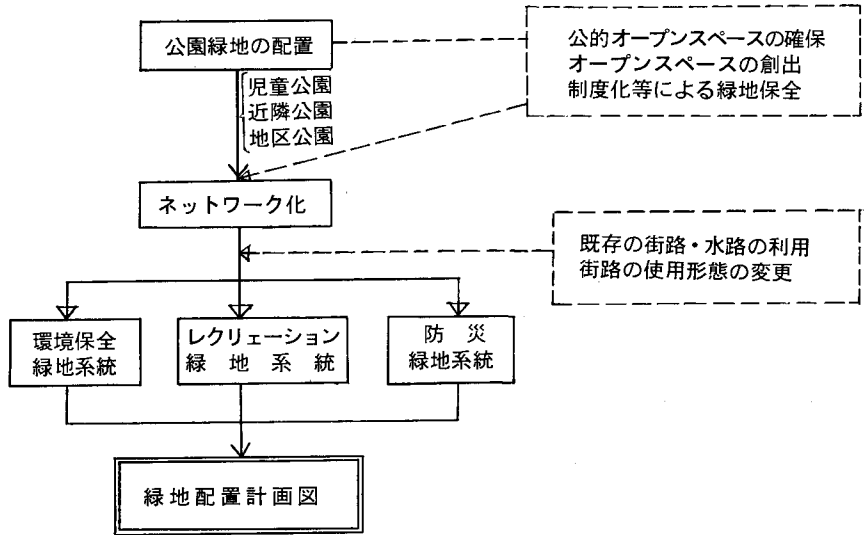 公園緑地の配置
児童公園
近隣公園
地区公園
公的オープンスペースの確保
オープンスペースの創出
制度化等による緑地保全
ネットワーク化
既存の街路・水路の利用
街路の使用形態の変更
環境保全
緑地系統
レクリェーション
緑地系統
防災
緑地系統
緑地配置計画図